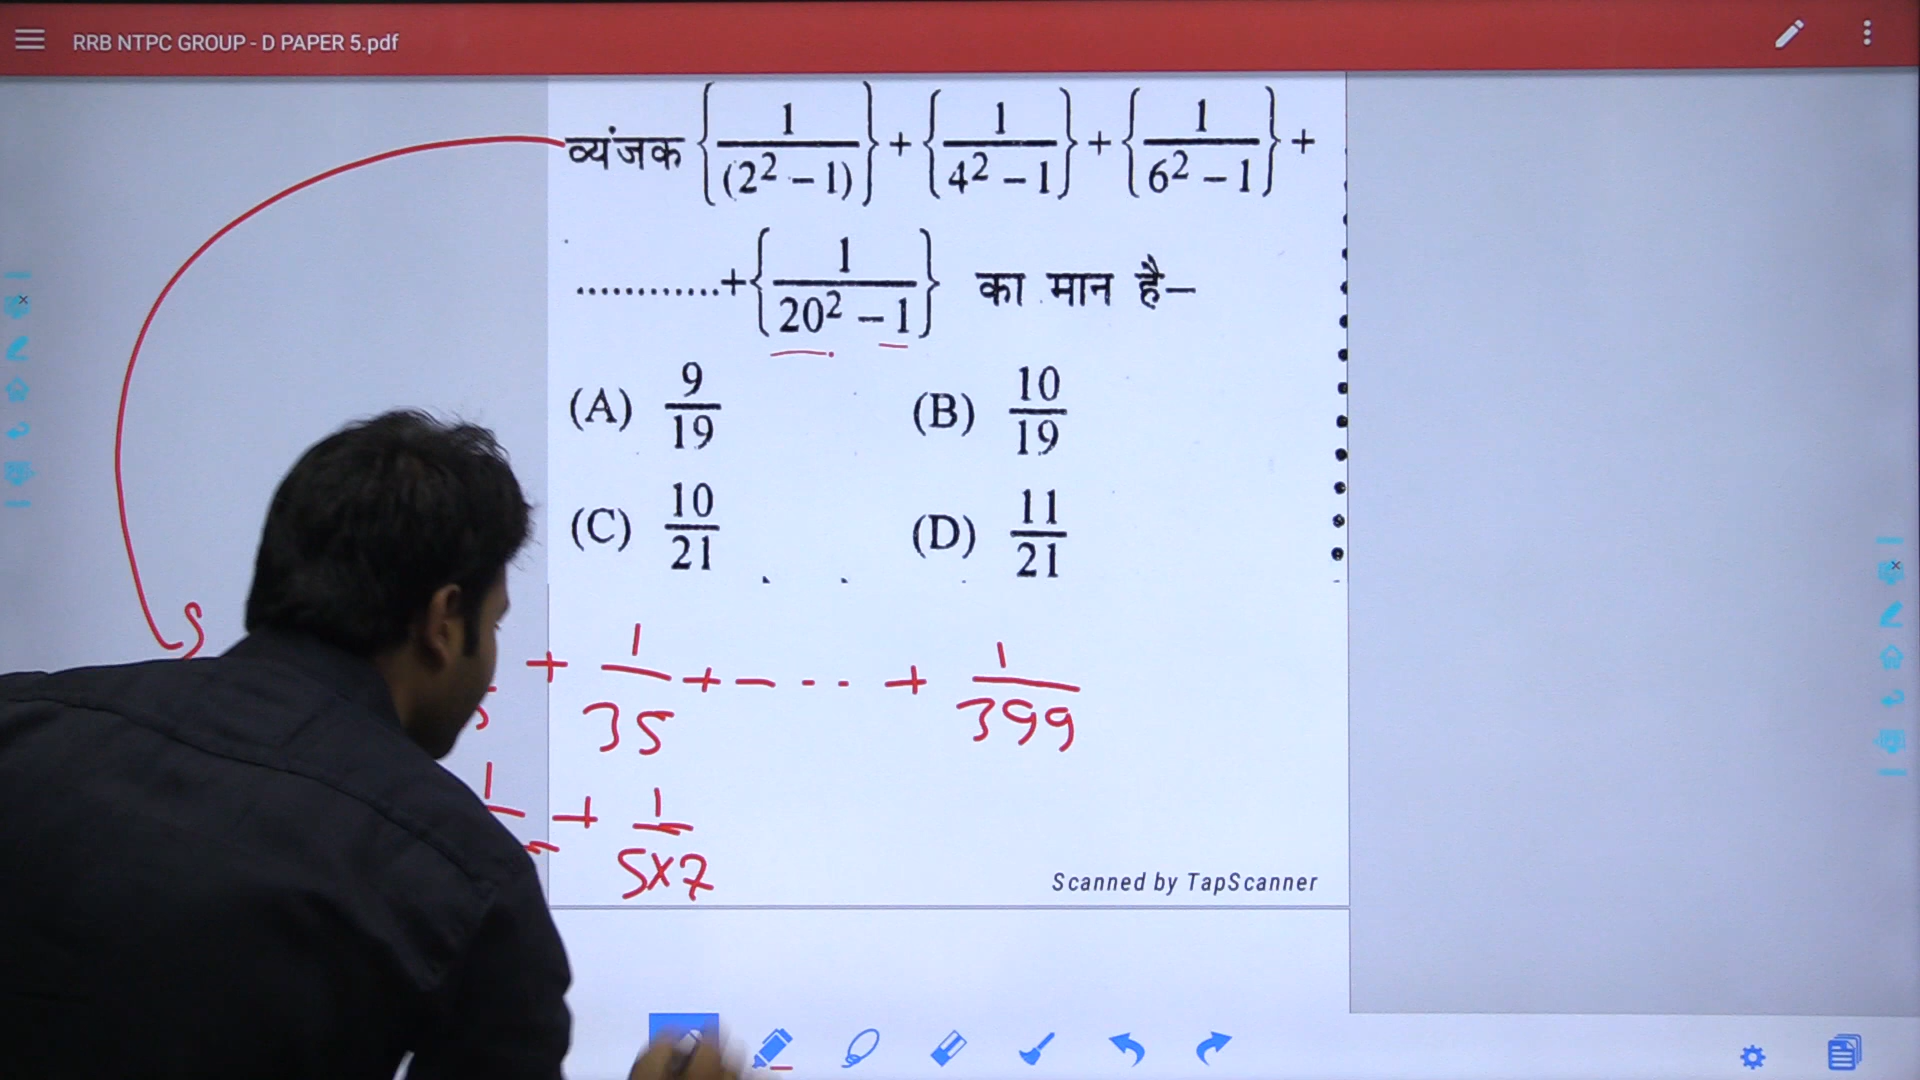 RRB NTPC GROUP - D PAPER 5.pdf
व्यंजक {1/(2² – 1)} + {1/4² – 1} + {1/6² – 1} +
............+{1/20² – 1} का मान है–
(A) 9/19 (B) 10/19
(C) 10/21 (D) 11/21
+ 1/35 + – - - + 1/399
+ 1/5×7
Scanned by TapScanner